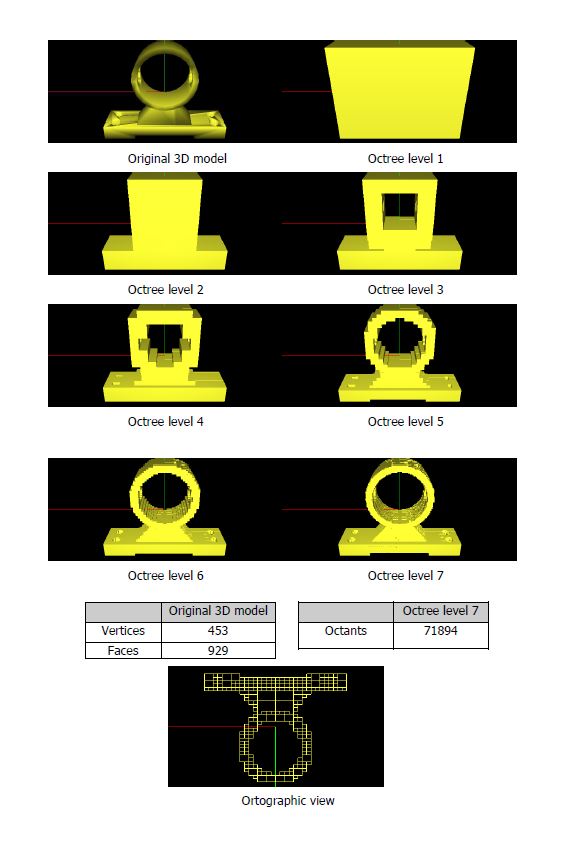 Original 3D model
Octree level 1
Octree level 2
Octree level 3
Octree level 4
Octree level 5
Octree level 6
Octree level 7
Original 3D model
Vertices 453
Faces 929
Octree level 7
Octants 71894
Ortographic view